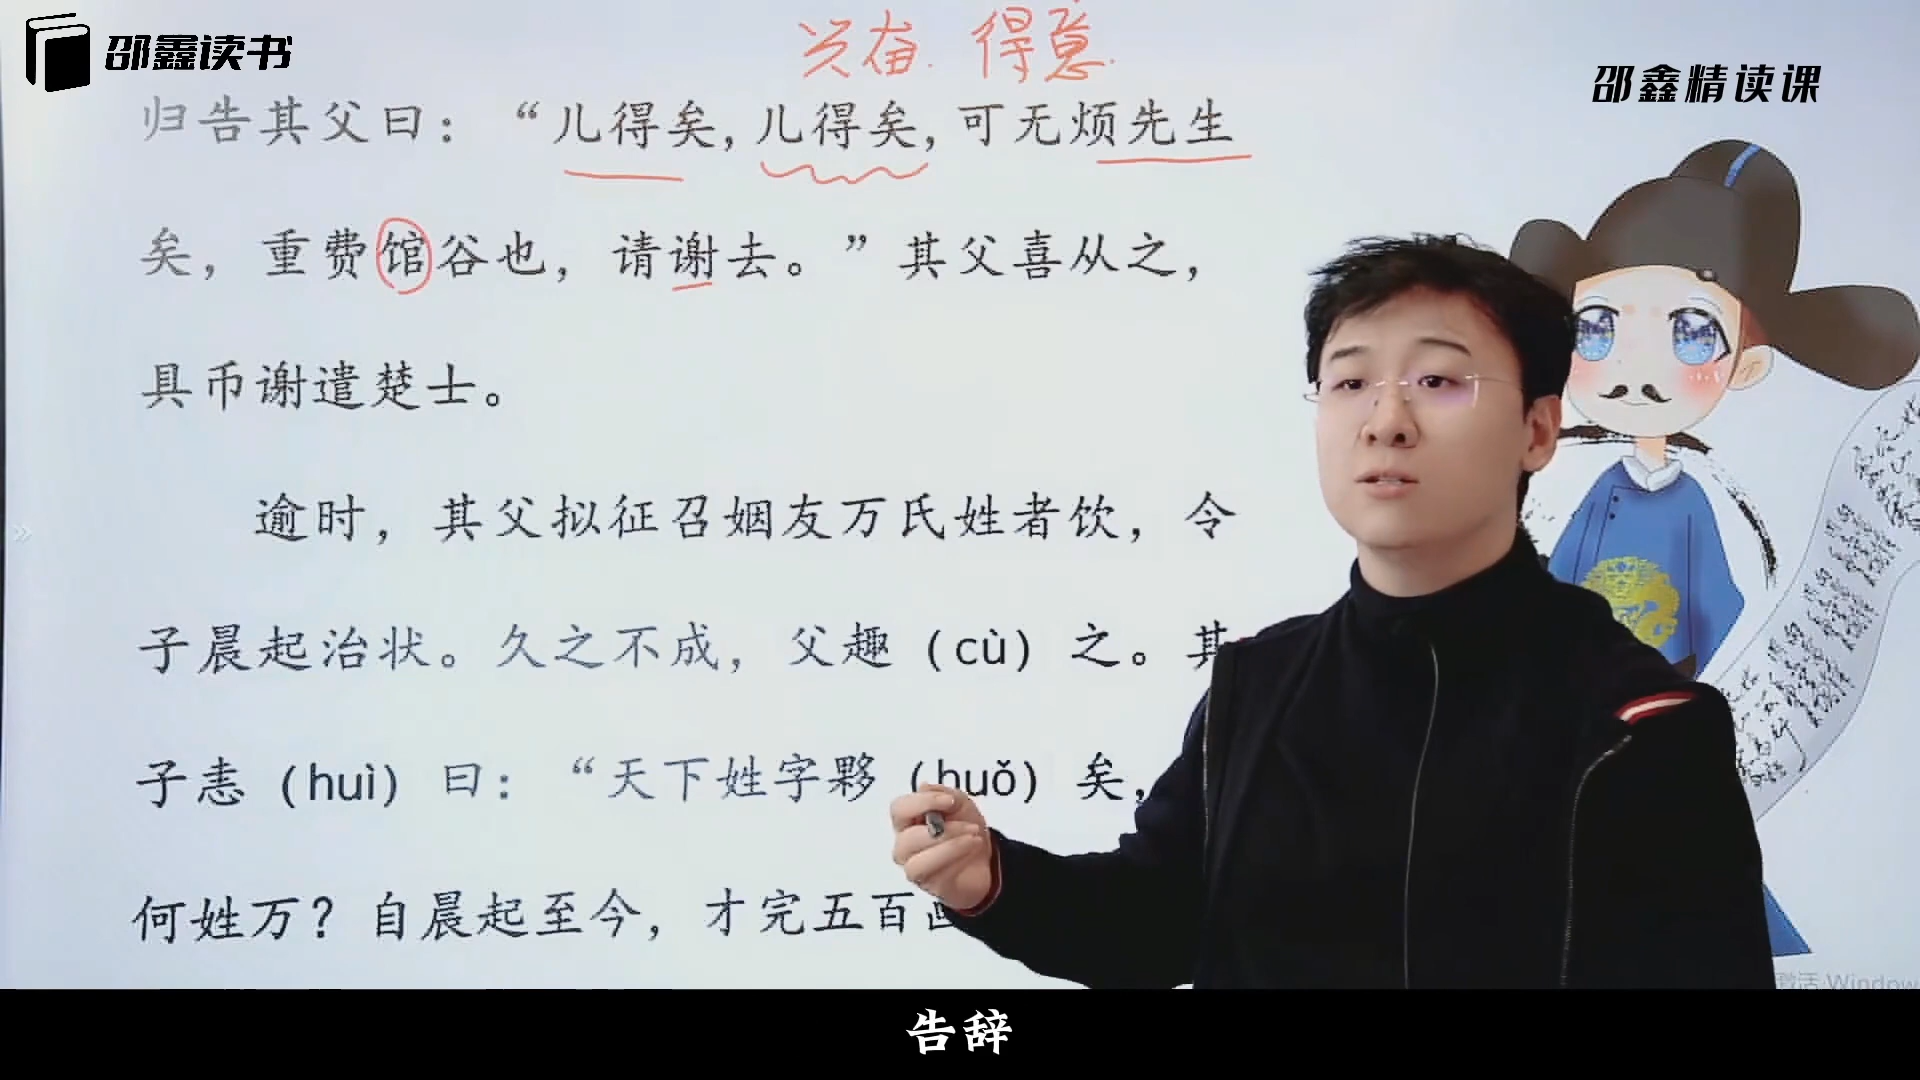 邵鑫读书
邵鑫精读课
兴奋. 得意.
归告其父曰：“儿得矣，儿得矣，可无烦先生
矣，重费馆谷也，请谢去。”其父喜从之，
具币谢遣楚士。
逾时，其父拟征召姻友万氏姓者饮，令
子晨起治状。久之不成，父趣（cù）之。其
子恚（huì）曰：“天下姓字夥（huǒ）矣，
何姓万？自晨起至今，才完五百
激活 Window
告辞